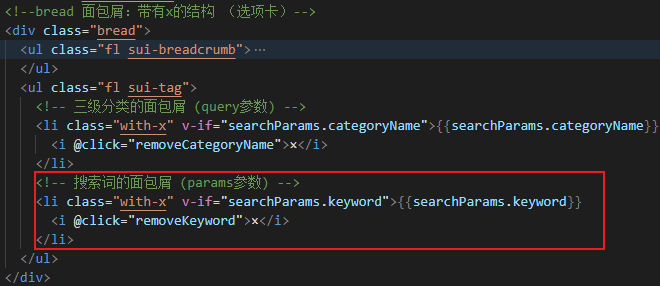 <!--bread 面包屑：带有x的结构 （选项卡）-->
<div class="bread">
<ul class="fl sui-breadcrumb">…
</ul>
<ul class="fl sui-tag">
<!-- 三级分类的面包屑 (query参数) -->
<li class="with-x" v-if="searchParams.categoryName">{{searchParams.categoryName}}
<i @click="removeCategoryName">×</i>
</li>
<!-- 搜索词的面包屑 (params参数) -->
<li class="with-x" v-if="searchParams.keyword">{{searchParams.keyword}}
<i @click="removeKeyword">×</i>
</li>
</ul>
</div>